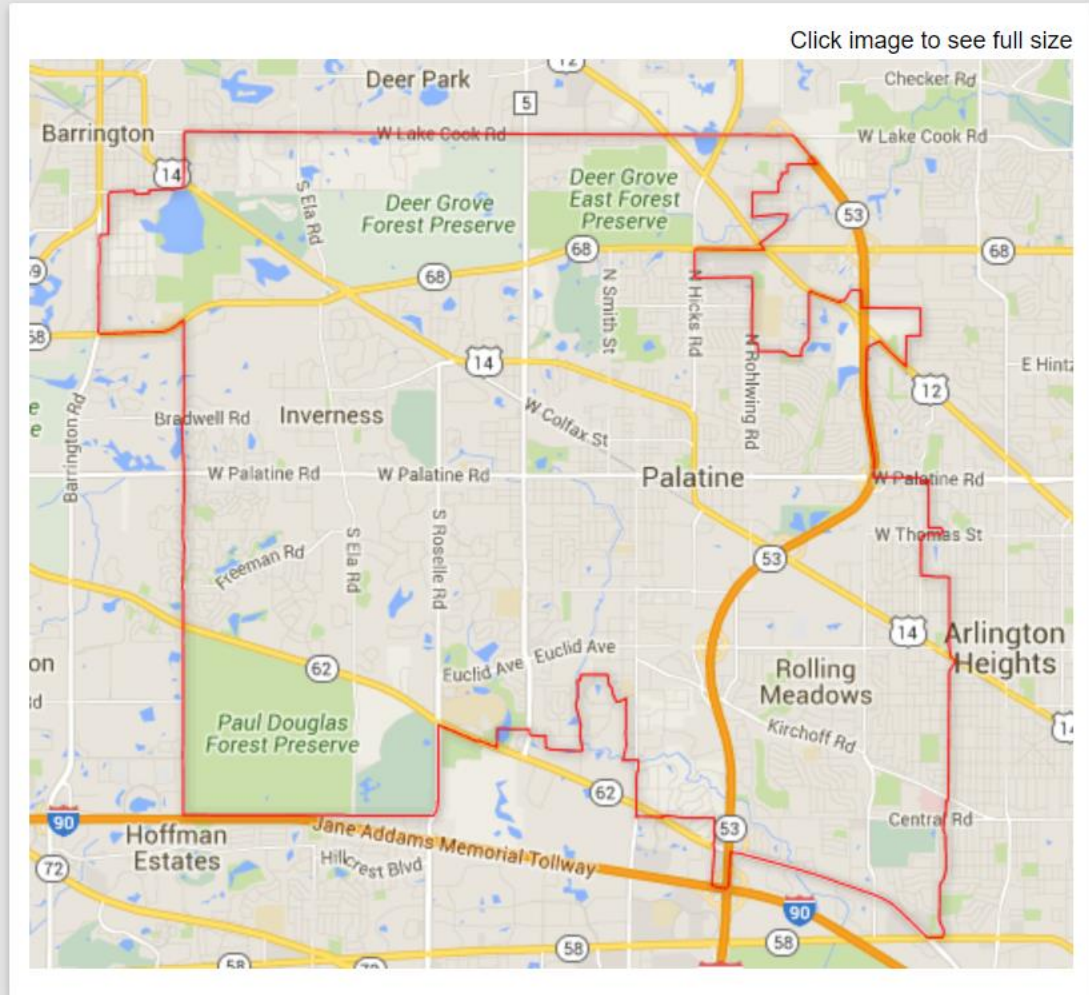 Click image to see full size
12
Deer Park
Checker Rd
5
Barrington
W Lake Cook Rd
W Lake Cook Rd
14
Deer Grove
East Forest
Preserve
S Ela Rd
Deer Grove
Forest Preserve
53
68
68
68
N Smith St
N Hicks Rd
N Rohlwing Rd
14
E Hintz
12
Barrington Rd
Bradwell Rd
Inverness
W Colfax St
W Palatine Rd
W Palatine Rd
Palatine
W Palatine Rd
S Ela Rd
S Roselle Rd
W Thomas St
Freeman Rd
53
14
Arlington
Heights
on
62
Euclid Ave
Euclid Ave
Rolling
Meadows
Paul Douglas
Forest Preserve
Kirchoff Rd
14
62
90
Hoffman
Estates
Jane Addams Memorial Tollway
53
Central Rd
72
Hillcrest Blvd
90
58
58
58
72